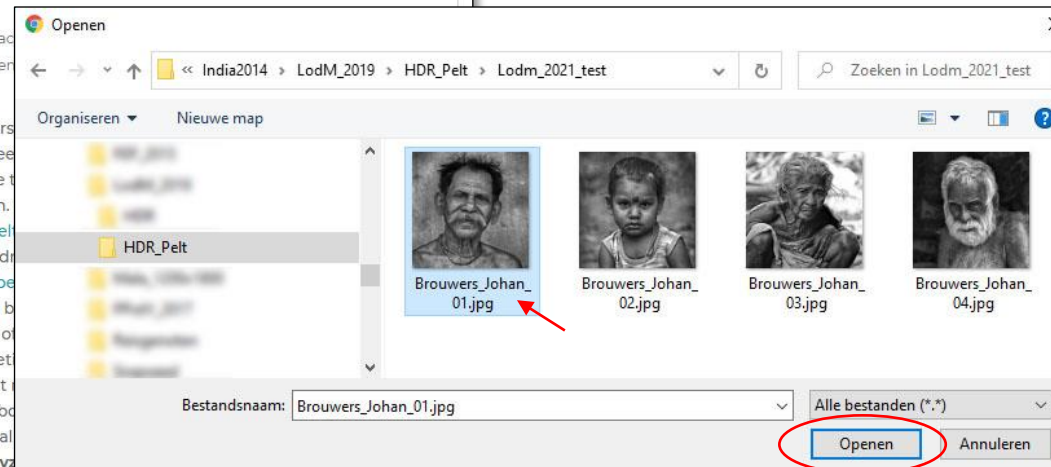 Openen
« India2014 > LodM_2019 > HDR_Pelt > Lodm_2021_test
Zoeken in Lodm_2021_test
Organiseren
Nieuwe map
HDR_Pelt
Brouwers_Johan_
01.jpg
Brouwers_Johan_
02.jpg
Brouwers_Johan_
03.jpg
Brouwers_Johan_
04.jpg
Bestandsnaam: Brouwers_Johan_01.jpg
Alle bestanden (*.*)
Openen
Annuleren